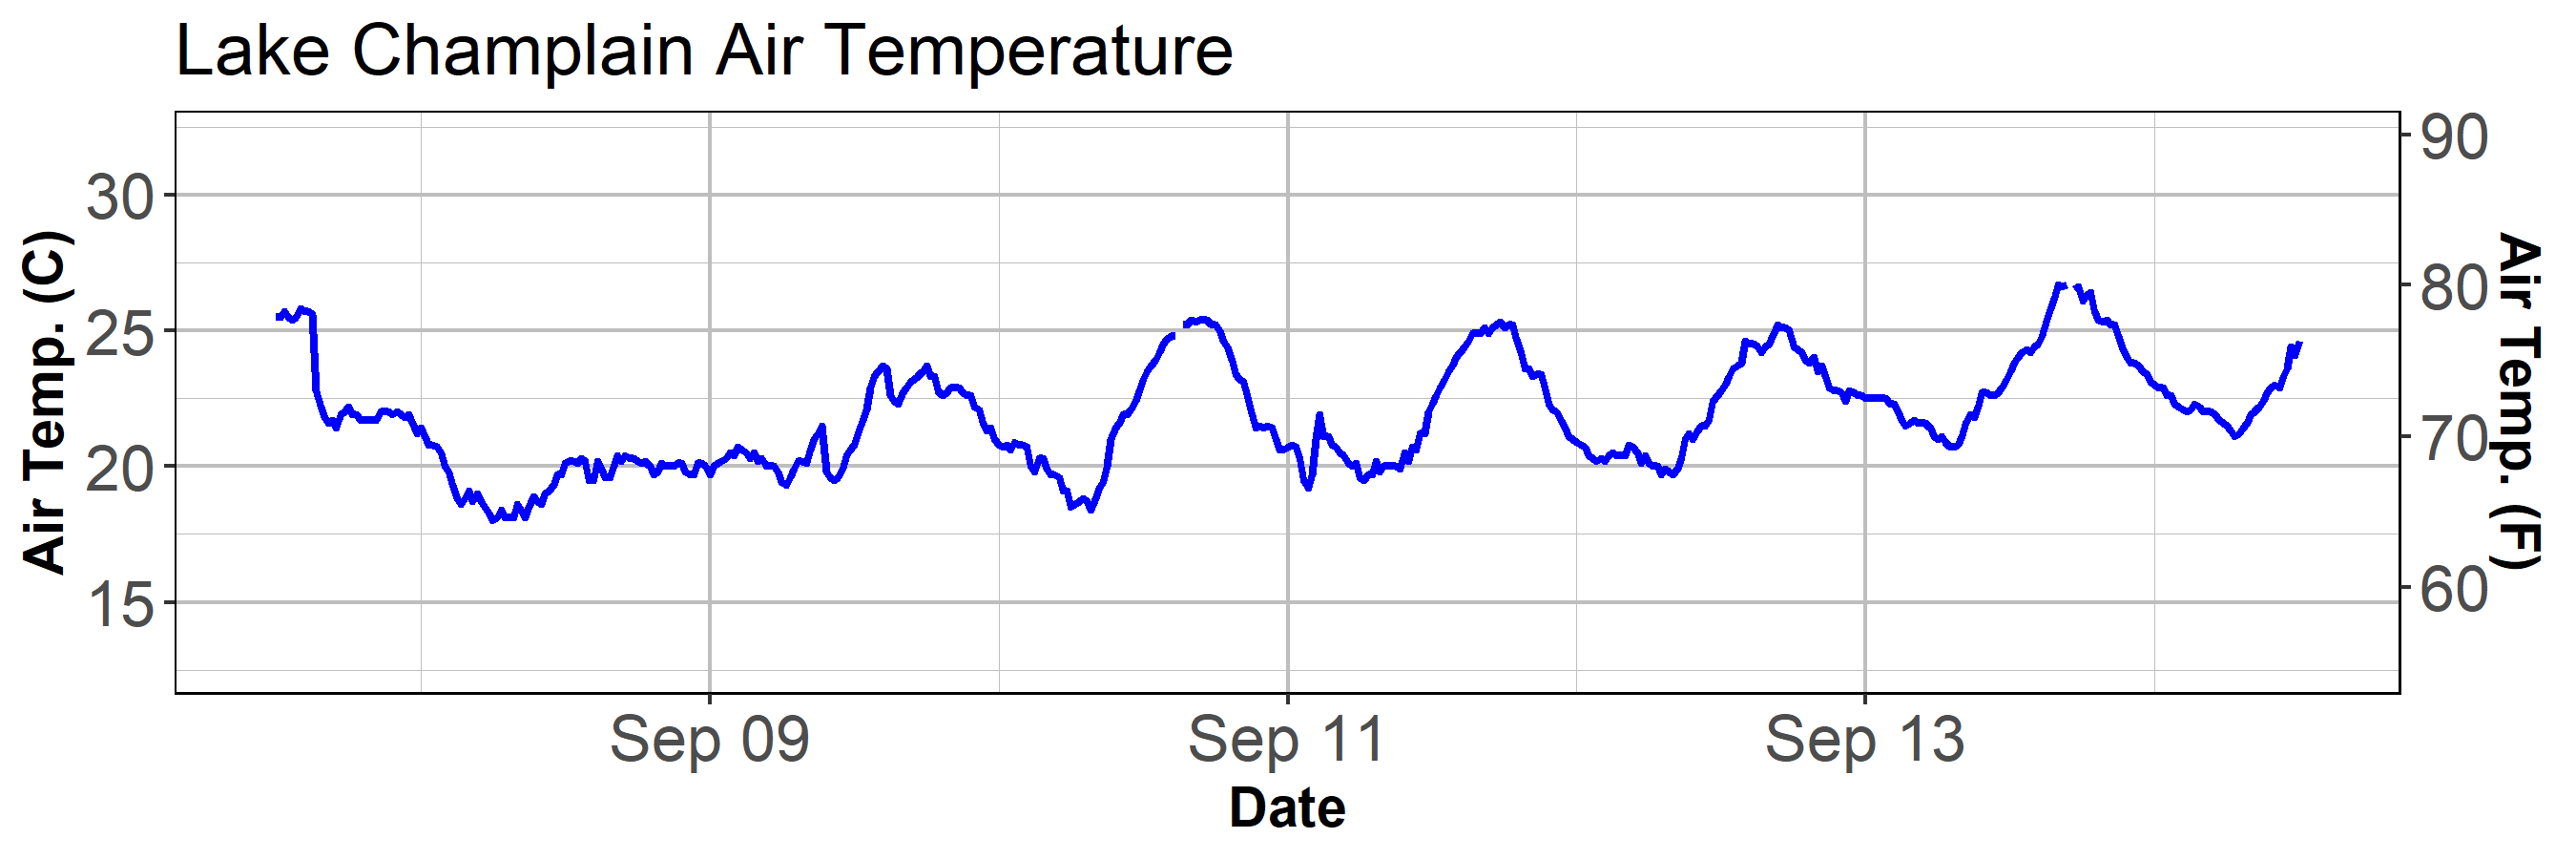 Lake Champlain Air Temperature
Air Temp. (C)
30
25
20
15
90
80
70
60
Air Temp. (F)
Sep 09 Sep 11 Sep 13
Date